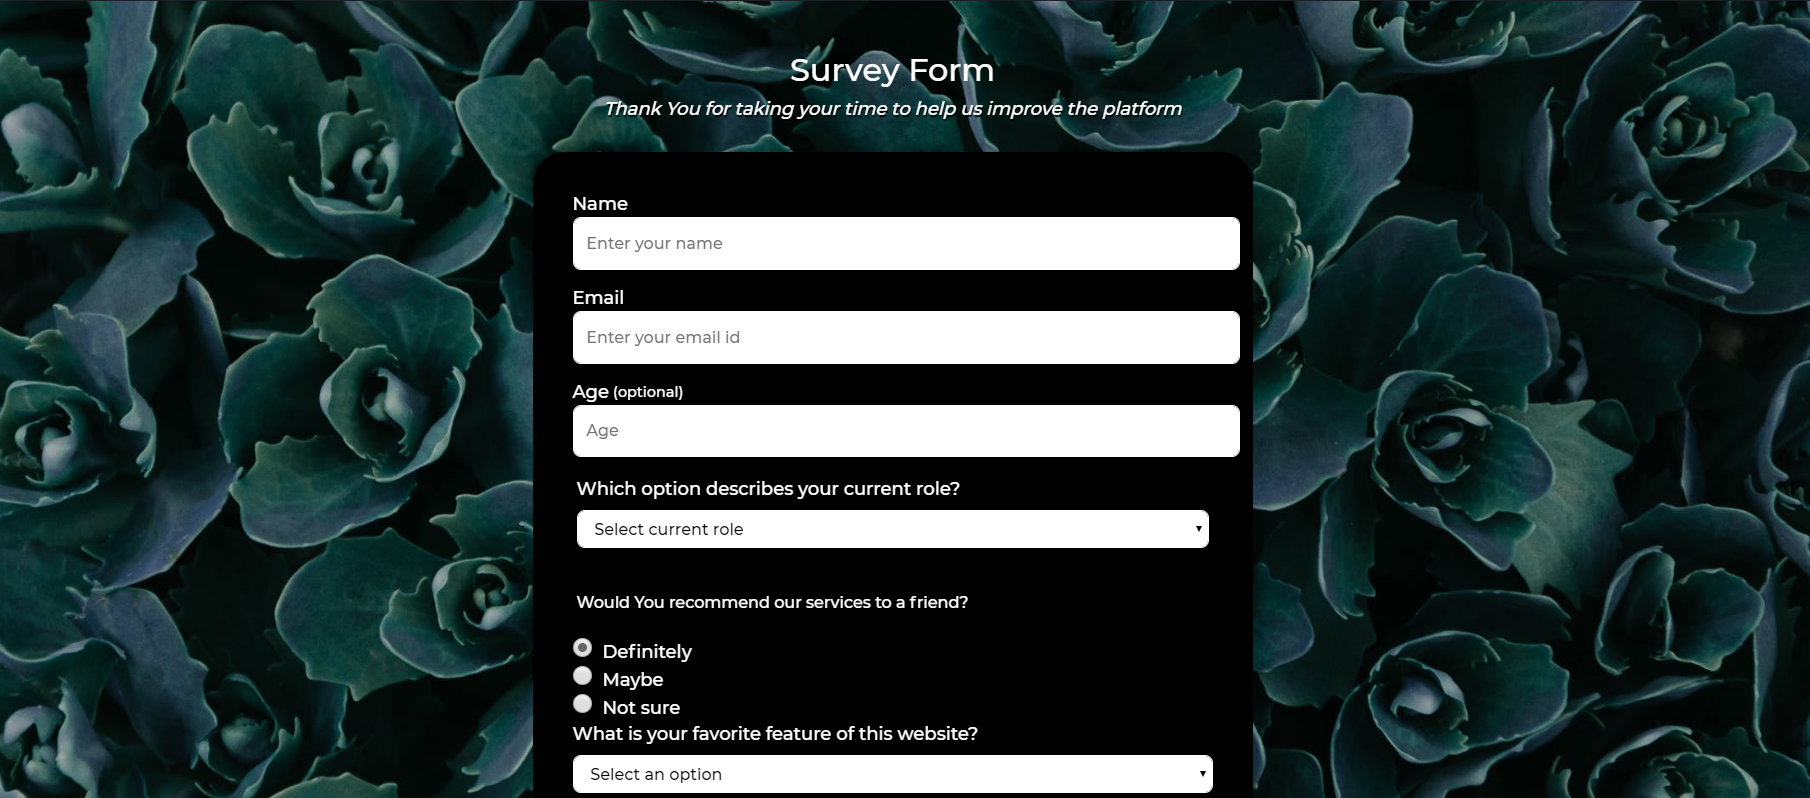 Survey Form
Thank You for taking your time to help us improve the platform
Name
Enter your name
Email
Enter your email id
Age (optional)
Age
Which option describes your current role?
Select current role
Would You recommend our services to a friend?
Definitely
Maybe
Not sure
What is your favorite feature of this website?
Select an option